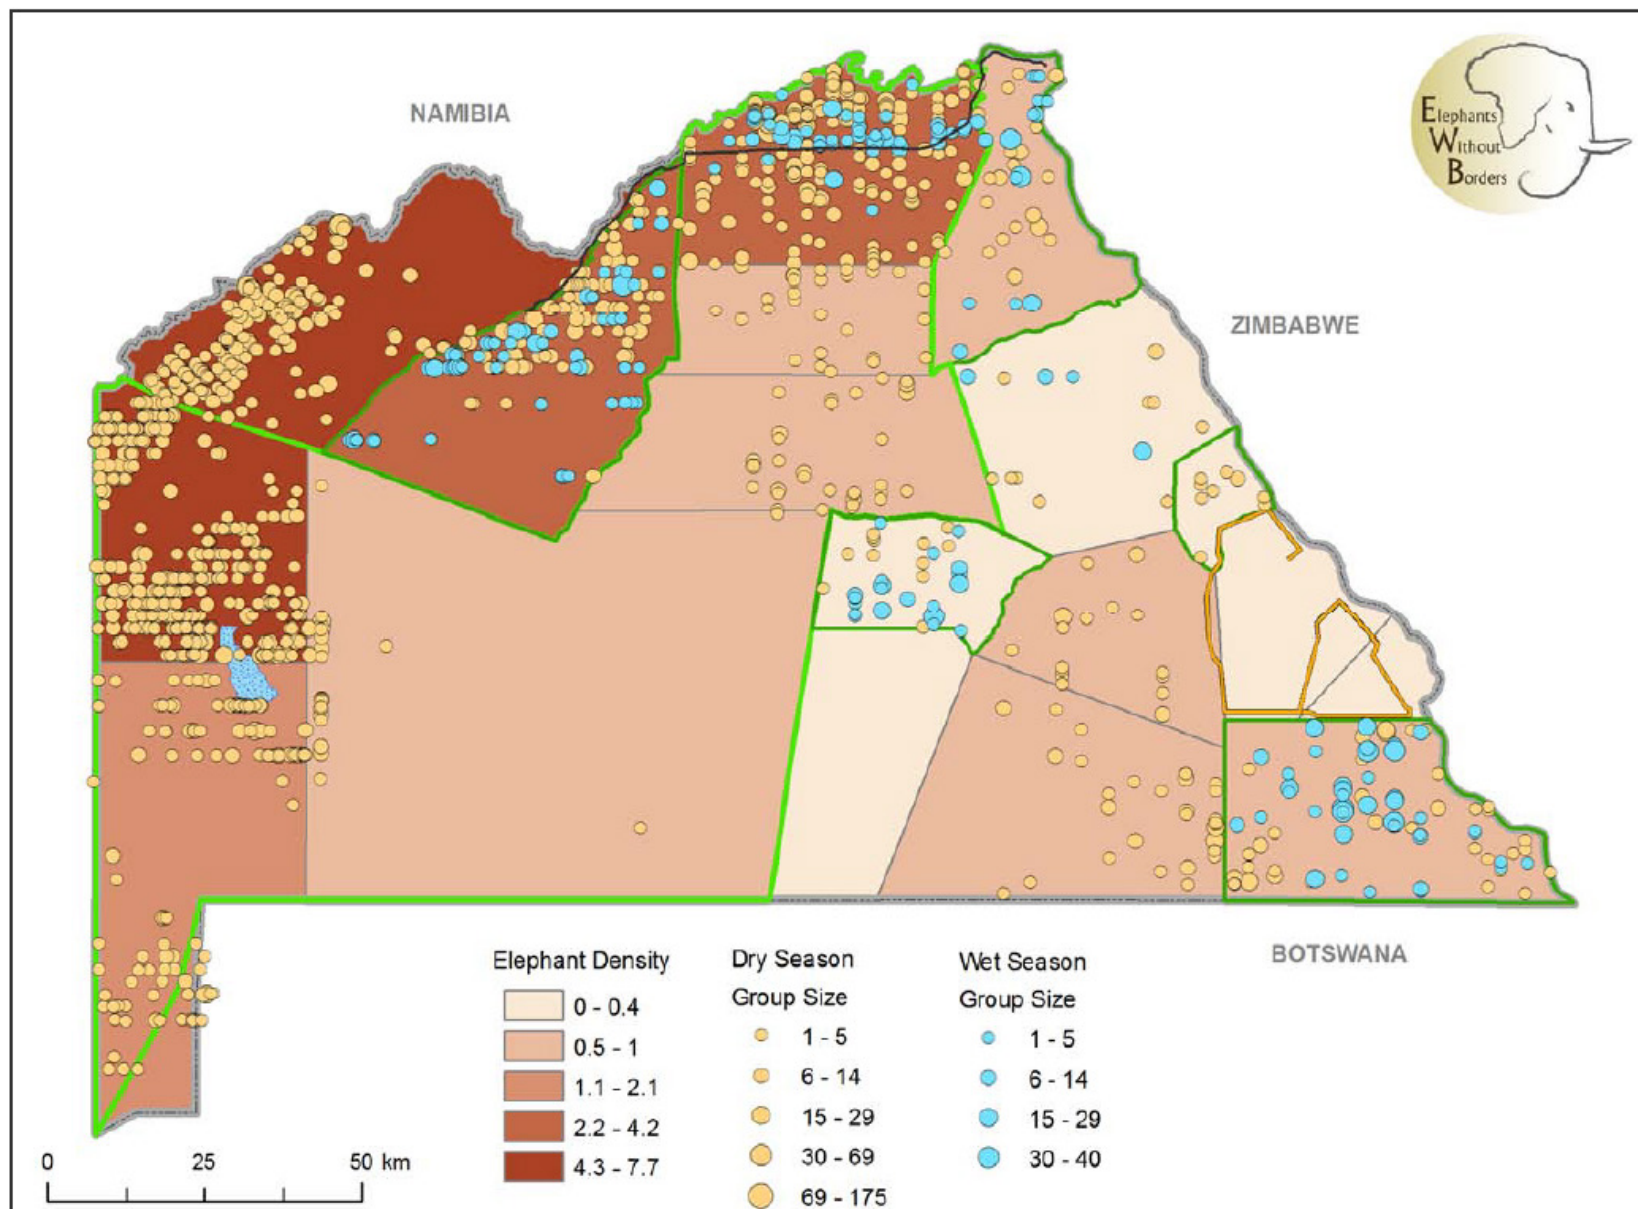 NAMIBIA
Elephants
Without
Borders
ZIMBABWE
BOTSWANA
Elephant Density
0 - 0.4
0.5 - 1
1.1 - 2.1
2.2 - 4.2
4.3 - 7.7
Dry Season
Group Size
1 - 5
6 - 14
15 - 29
30 - 69
69 - 175
Wet Season
Group Size
1 - 5
6 - 14
15 - 29
30 - 40
0 25 50 km